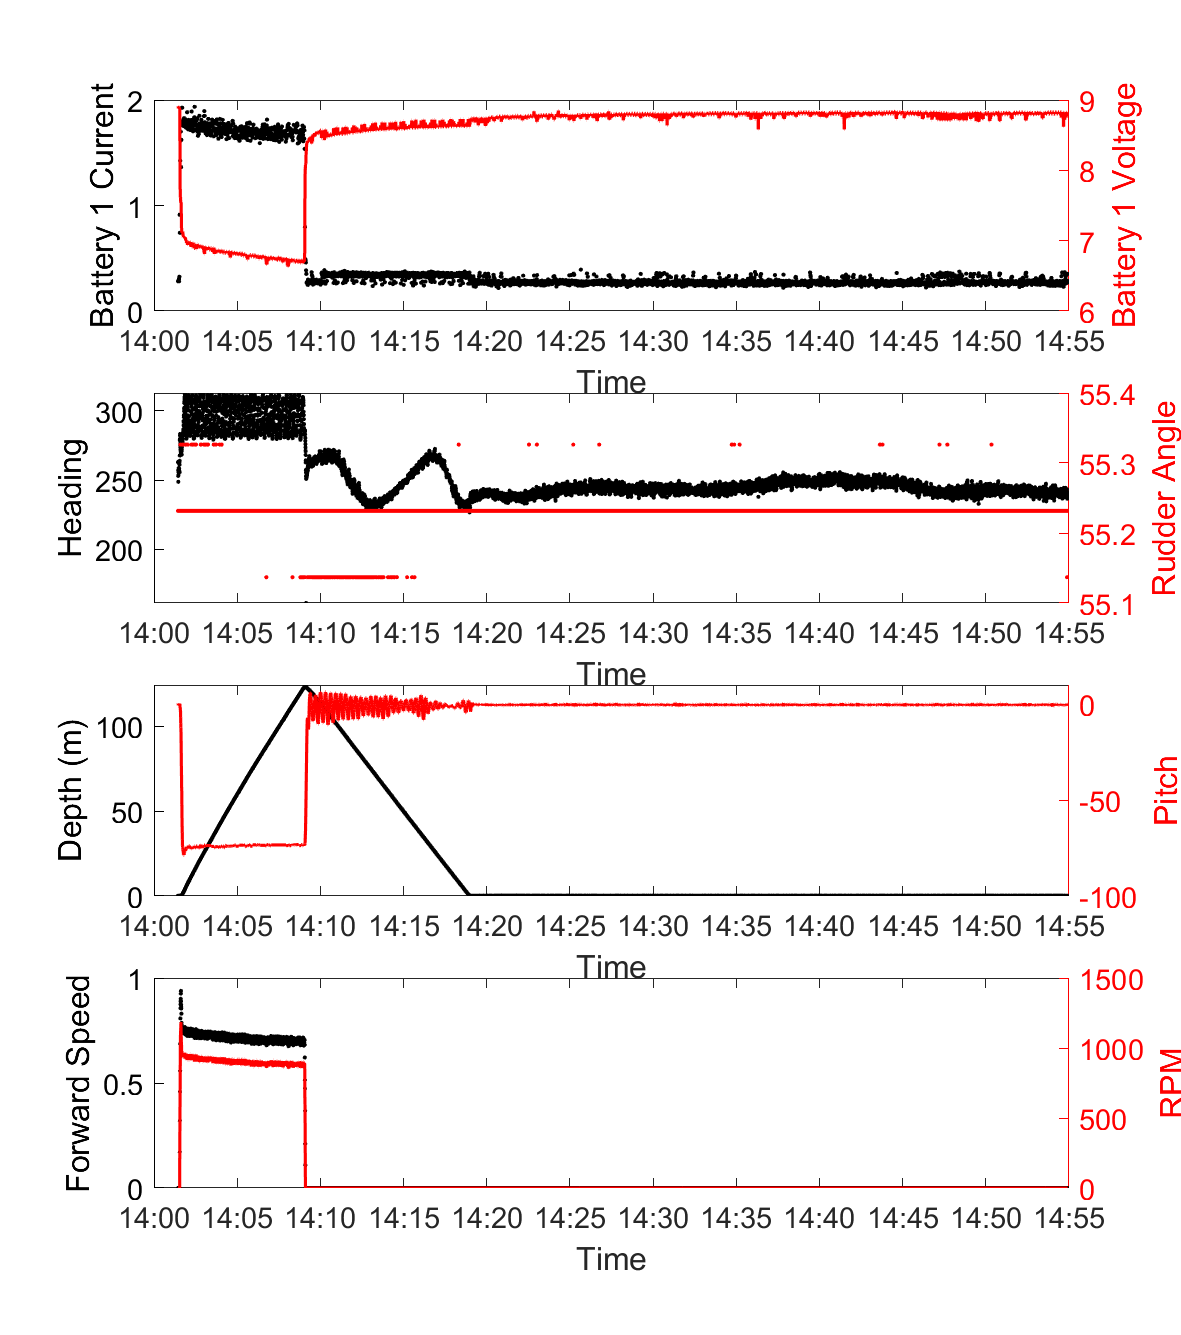 Battery 1 Current
2
1
0
Battery 1 Voltage
9
8
7
6
14:00 14:05 14:10 14:15 14:20 14:25 14:30 14:35 14:40 14:45 14:50 14:55
Time
Heading
300
250
200
Rudder Angle
55.4
55.3
55.2
55.1
14:00 14:05 14:10 14:15 14:20 14:25 14:30 14:35 14:40 14:45 14:50 14:55
Time
Depth (m)
100
50
0
Pitch
0
-50
-100
14:00 14:05 14:10 14:15 14:20 14:25 14:30 14:35 14:40 14:45 14:50 14:55
Time
Forward Speed
1
0.5
0
RPM
1500
1000
500
0
14:00 14:05 14:10 14:15 14:20 14:25 14:30 14:35 14:40 14:45 14:50 14:55
Time